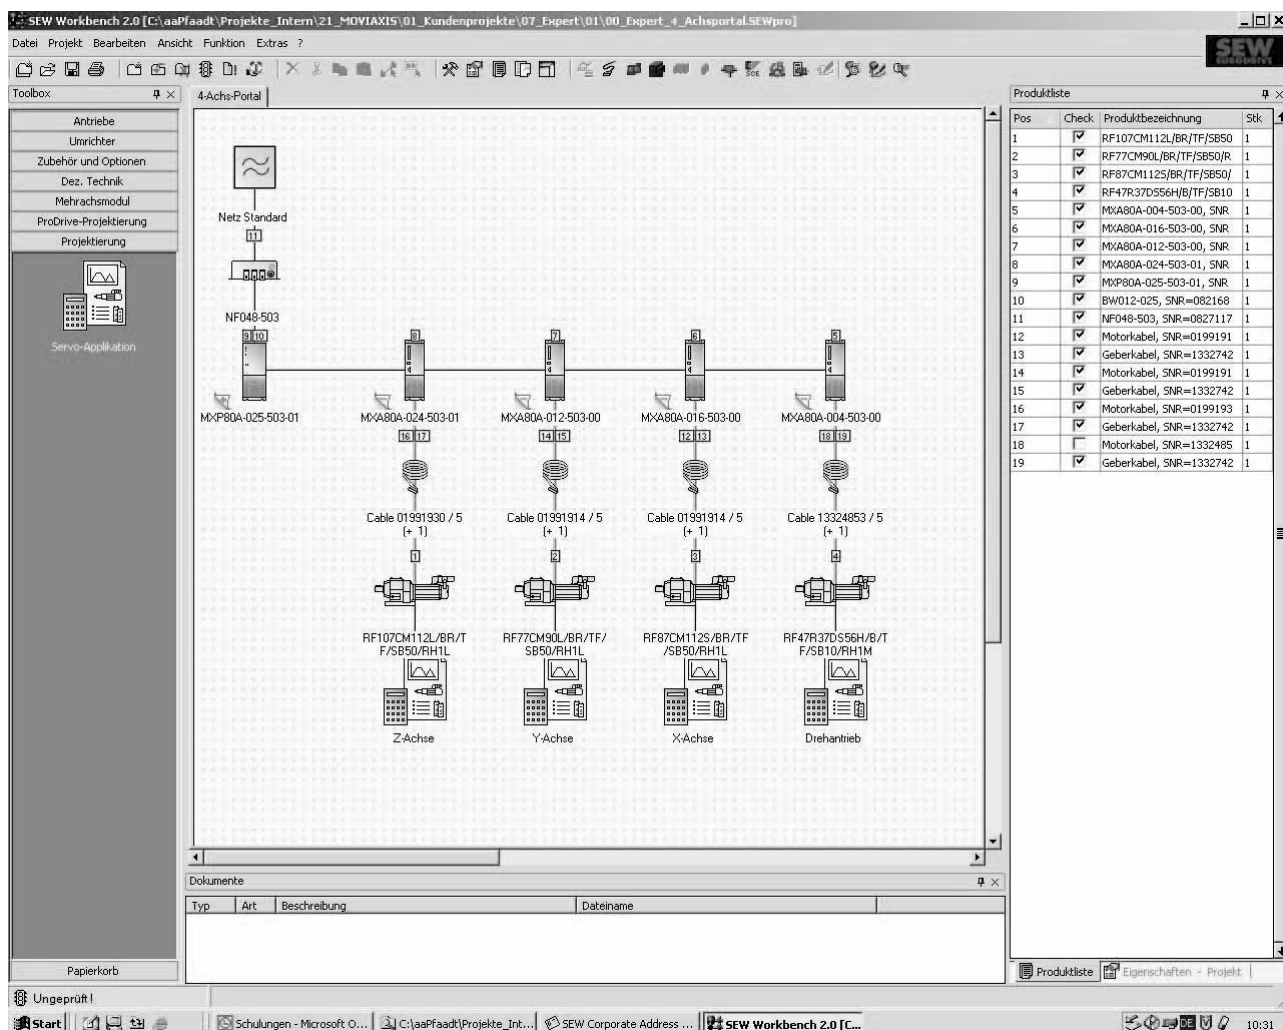 SEW Workbench 2.0 [C:\aaPfaadt\Projekte_Intern\21_MOVIAXIS\01_Kundenprojekte\07_Expert\01\00_Expert_4_Achsportal.SEWpro]
Datei Projekt Bearbeiten Ansicht Funktion Extras ?
SEW
EURODRIVE
Toolbox
Antriebe
Umrichter
Zubehör und Optionen
Dez. Technik
Mehrachsmodul
ProDrive-Projektierung
Projektierung
Servo-Applikation
Papierkorb
4-Achs-Portal
Netz Standard
11
NF048-503
9 10
8
7
6
5
MXP80A-025-503-01
MXA80A-024-503-01
MXA80A-012-503-00
MXA80A-016-503-00
MXA80A-004-503-00
16 17
14 15
12 13
18 19
Cable 01991930 / 5 (+ 1)
Cable 01991914 / 5 (+ 1)
Cable 01991914 / 5 (+ 1)
Cable 13324853 / 5 (+ 1)
1
2
3
4
RF107CM112L/BR/T
F/SB50/RH1L
RF77CM90L/BR/TF/
SB50/RH1L
RF87CM112S/BR/TF
/SB50/RH1L
RF47R37DS56H/B/T
F/SB10/RH1M
Z-Achse
Y-Achse
X-Achse
Drehantrieb
Dokumente
Typ Art Beschreibung Dateiname
Produktliste
Pos Check Produktbezeichnung Stk
1 RF107CM112L/BR/TF/SB50 1
2 RF77CM90L/BR/TF/SB50/R 1
3 RF87CM112S/BR/TF/SB50/ 1
4 RF47R37DS56H/B/TF/SB10 1
5 MXA80A-004-503-00, SNR 1
6 MXA80A-016-503-00, SNR 1
7 MXA80A-012-503-00, SNR 1
8 MXA80A-024-503-01, SNR 1
9 MXP80A-025-503-01, SNR 1
10 BW012-025, SNR=082168 1
11 NF048-503, SNR=0827117 1
12 Motorkabel, SNR=0199191 1
13 Geberkabel, SNR=1332742 1
14 Motorkabel, SNR=0199191 1
15 Geberkabel, SNR=1332742 1
16 Motorkabel, SNR=0199193 1
17 Geberkabel, SNR=1332742 1
18 Motorkabel, SNR=1332485 1
19 Geberkabel, SNR=1332742 1
Produktliste Eigenschaften - Projekt
Ungeprüft!
Start
Schulungen - Microsoft O...
C:\aaPfaadt\Projekte_Int...
SEW Corporate Address ...
SEW Workbench 2.0 [C...
DE
10:31